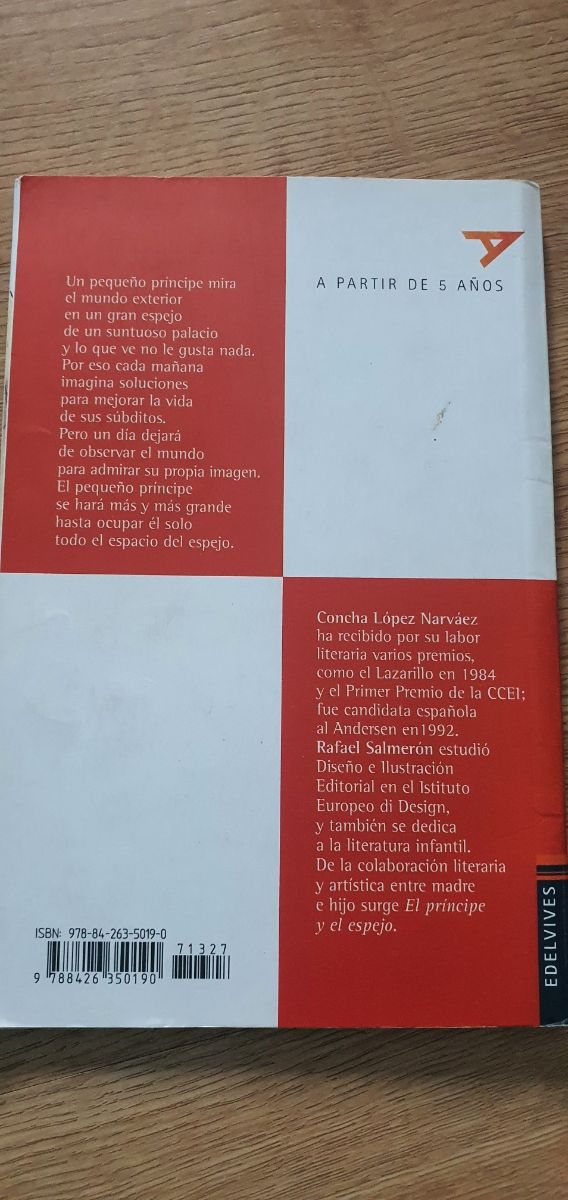 Un pequeño príncipe mira
el mundo exterior
en un gran espejo
de un suntuoso palacio
y lo que ve no le gusta nada.
Por eso cada mañana
imagina soluciones
para mejorar la vida
de sus súbditos.
Pero un día dejará
de observar el mundo
para admirar su propia imagen.
El pequeño príncipe
se hará más y más grande
hasta ocupar él solo
todo el espacio del espejo.
A PARTIR DE 5 AÑOS
Concha López Narváez
ha recibido por su labor
literaria varios premios,
como el Lazarillo en 1984
y el Primer Premio de la CCEI;
fue candidata española
al Andersen en1992.
Rafael Salmerón estudió
Diseño e Ilustración
Editorial en el Istituto
Europeo di Design,
y también se dedica
a la literatura infantil.
De la colaboración literaria
y artística entre madre
e hijo surge El príncipe
y el espejo.
ISBN: 978-84-263-5019-0
71327
9 788426 350190
EDELVIVES